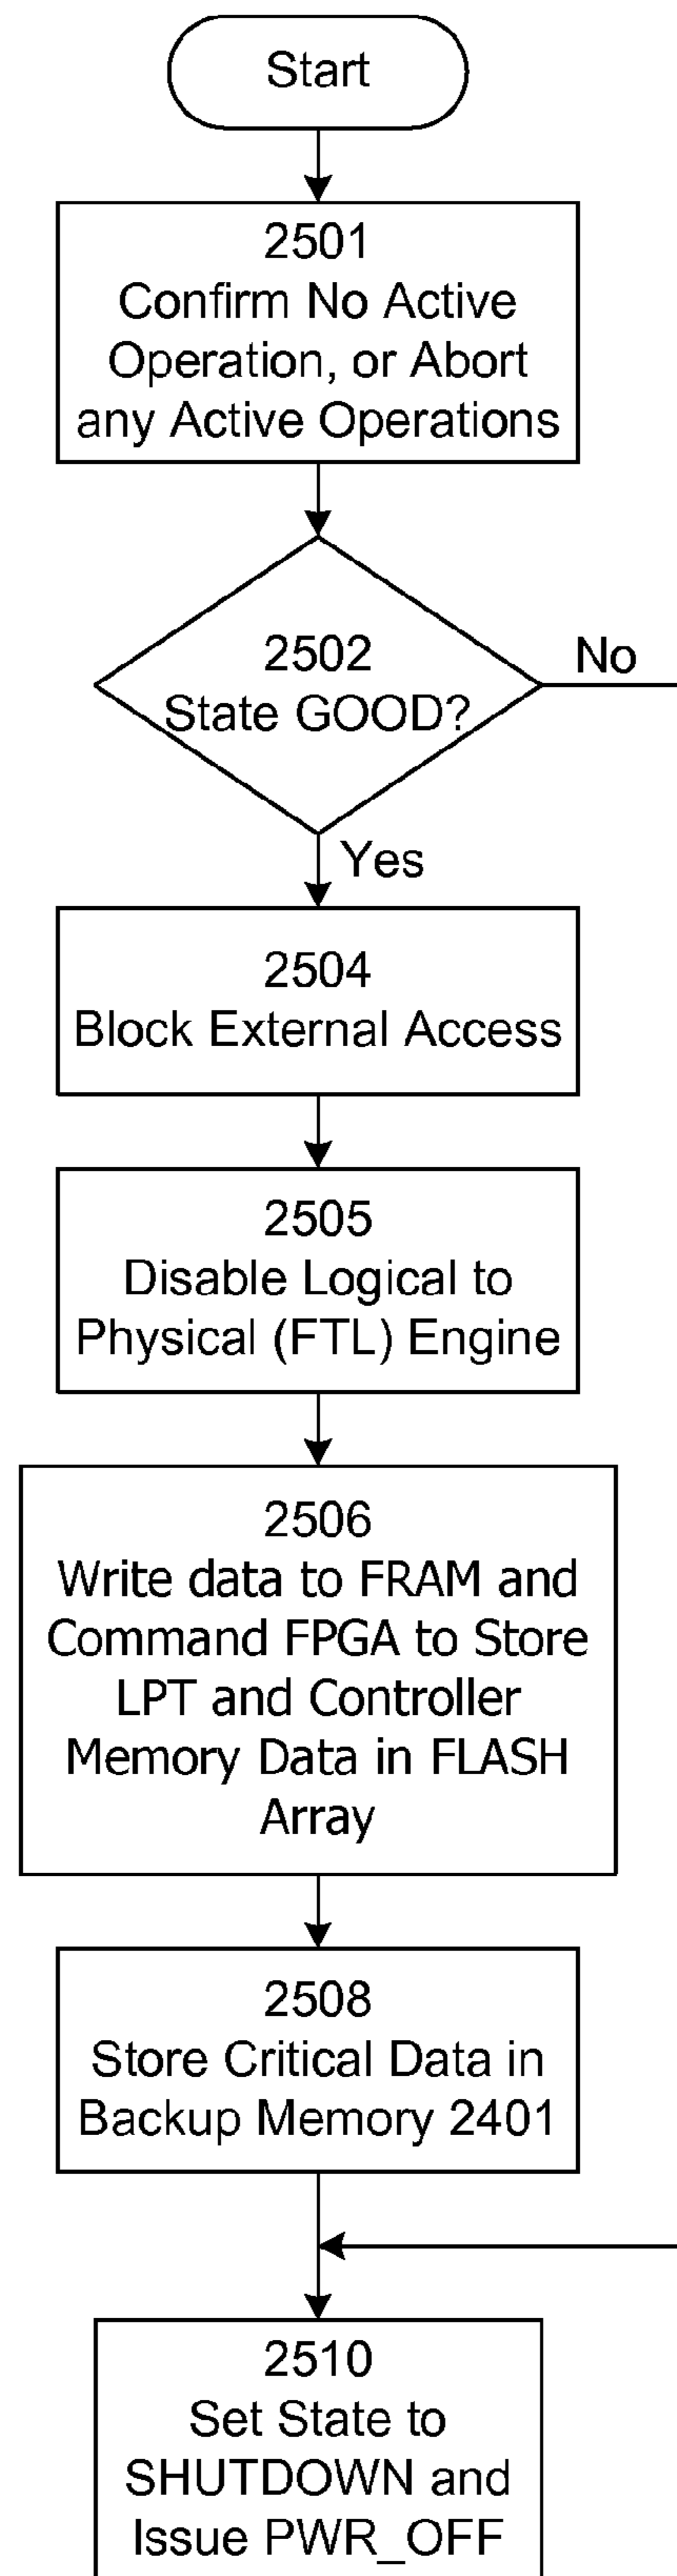 Start
2501
Confirm No Active
Operation, or Abort
any Active Operations
2502
State GOOD?
No
Yes
2504
Block External Access
2505
Disable Logical to
Physical (FTL) Engine
2506
Write data to FRAM and
Command FPGA to Store
LPT and Controller
Memory Data in FLASH
Array
2508
Store Critical Data in
Backup Memory 2401
2510
Set State to
SHUTDOWN and
Issue PWR_OFF